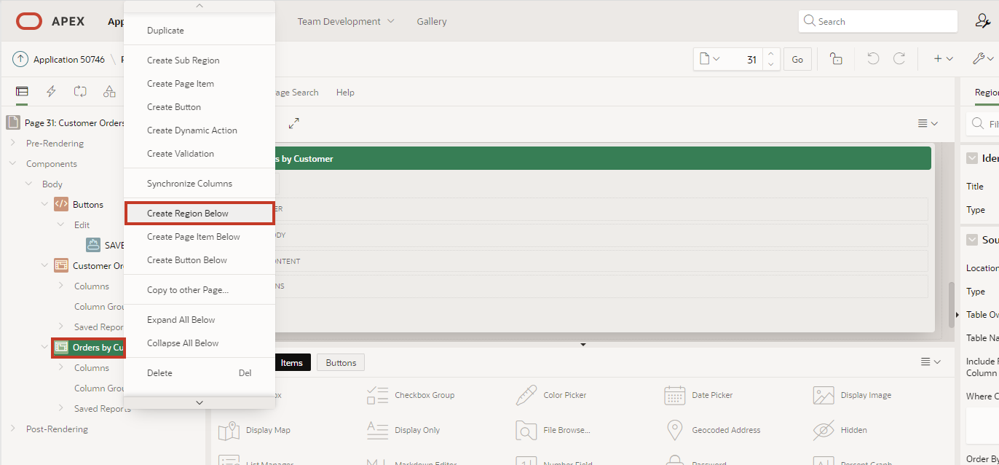 APEX
App
Team Development
Gallery
Search
Application 50746 \
31
Go
Page Search
Help
Page 31: Customer Orders
Pre-Rendering
Components
Body
Buttons
Edit
SAVE
Customer Or
Columns
Column Grou
Saved Repor
Orders by Cu
Columns
Column Grou
Saved Reports
Post-Rendering
Duplicate
Create Sub Region
Create Page Item
Create Button
Create Dynamic Action
Create Validation
Synchronize Columns
Create Region Below
Create Page Item Below
Create Button Below
Copy to other Page...
Expand All Below
Collapse All Below
Delete Del
s by Customer
ER
DY
NTENT
NS
Items
Buttons
ox
Checkbox Group
Color Picker
Date Picker
Display Image
Display Map
Display Only
File Browse...
Geocoded Address
Hidden
List Manager
Markdown Editor
Number Field
Password
Percent Graph
Region
Fil
Iden
Title
Type
Sou
Location
Type
Table Ow
Table Na
Include R
Column
Where C
Order By